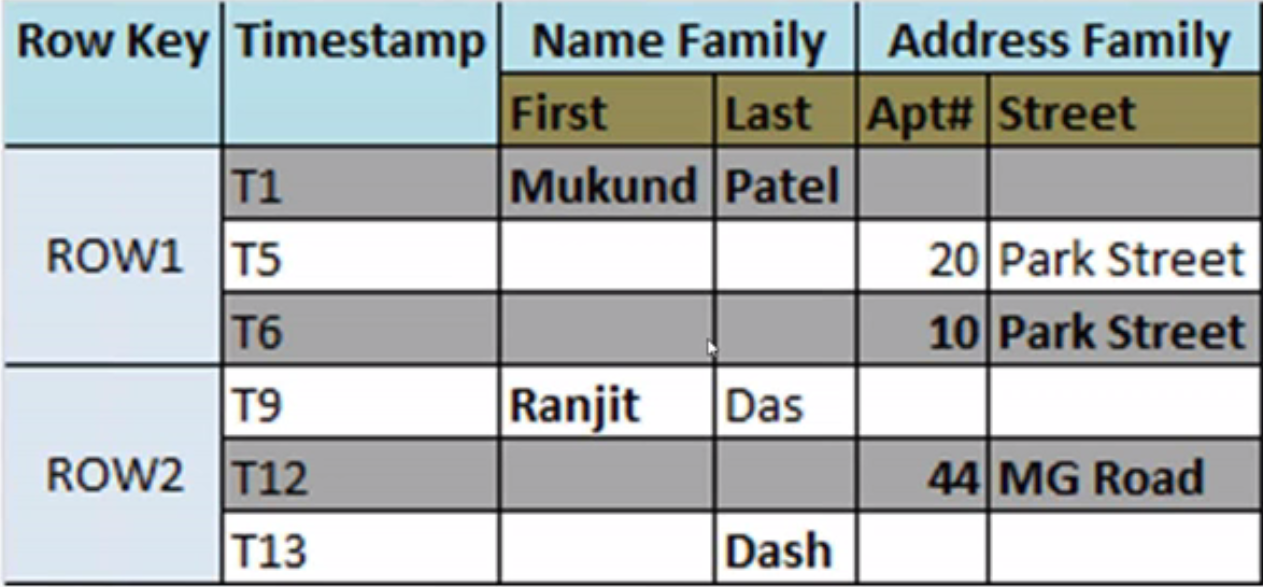 Row Key Timestamp Name Family Address Family
First Last Apt# Street
ROW1
T1 Mukund Patel
T5 20 Park Street
T6 10 Park Street
ROW2
T9 Ranjit Das
T12 44 MG Road
T13 Dash